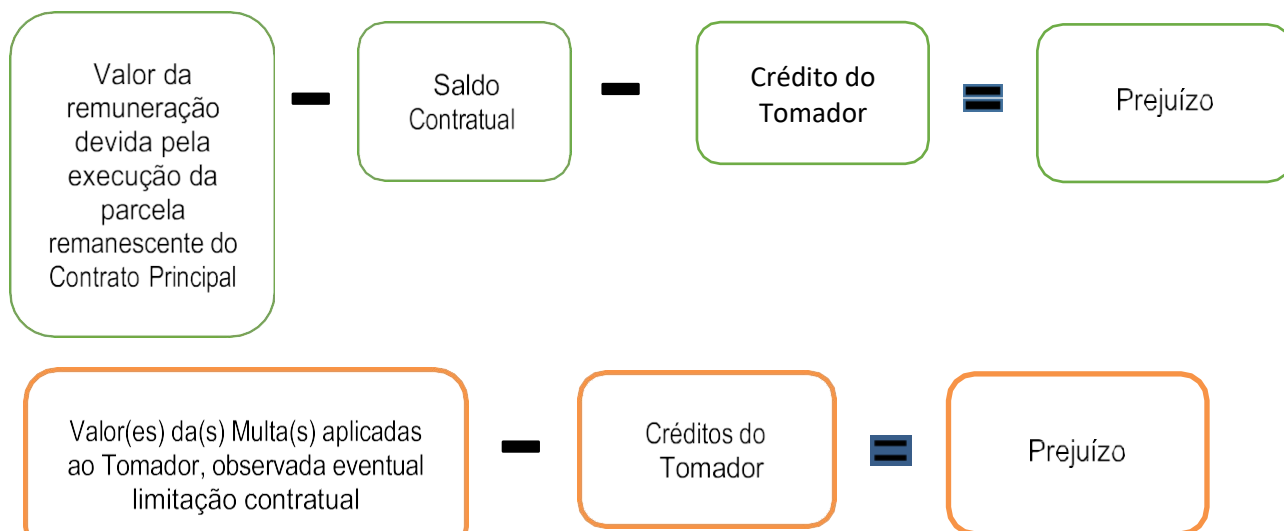 Valor da
remuneração
devida pela
execução da
parcela
remanescente do
Contrato Principal
Saldo
Contratual
Crédito do
Tomador
Prejuízo
Valor(es) da(s) Multa(s) aplicadas
ao Tomador, observada eventual
limitação contratual
Créditos do
Tomador
Prejuízo